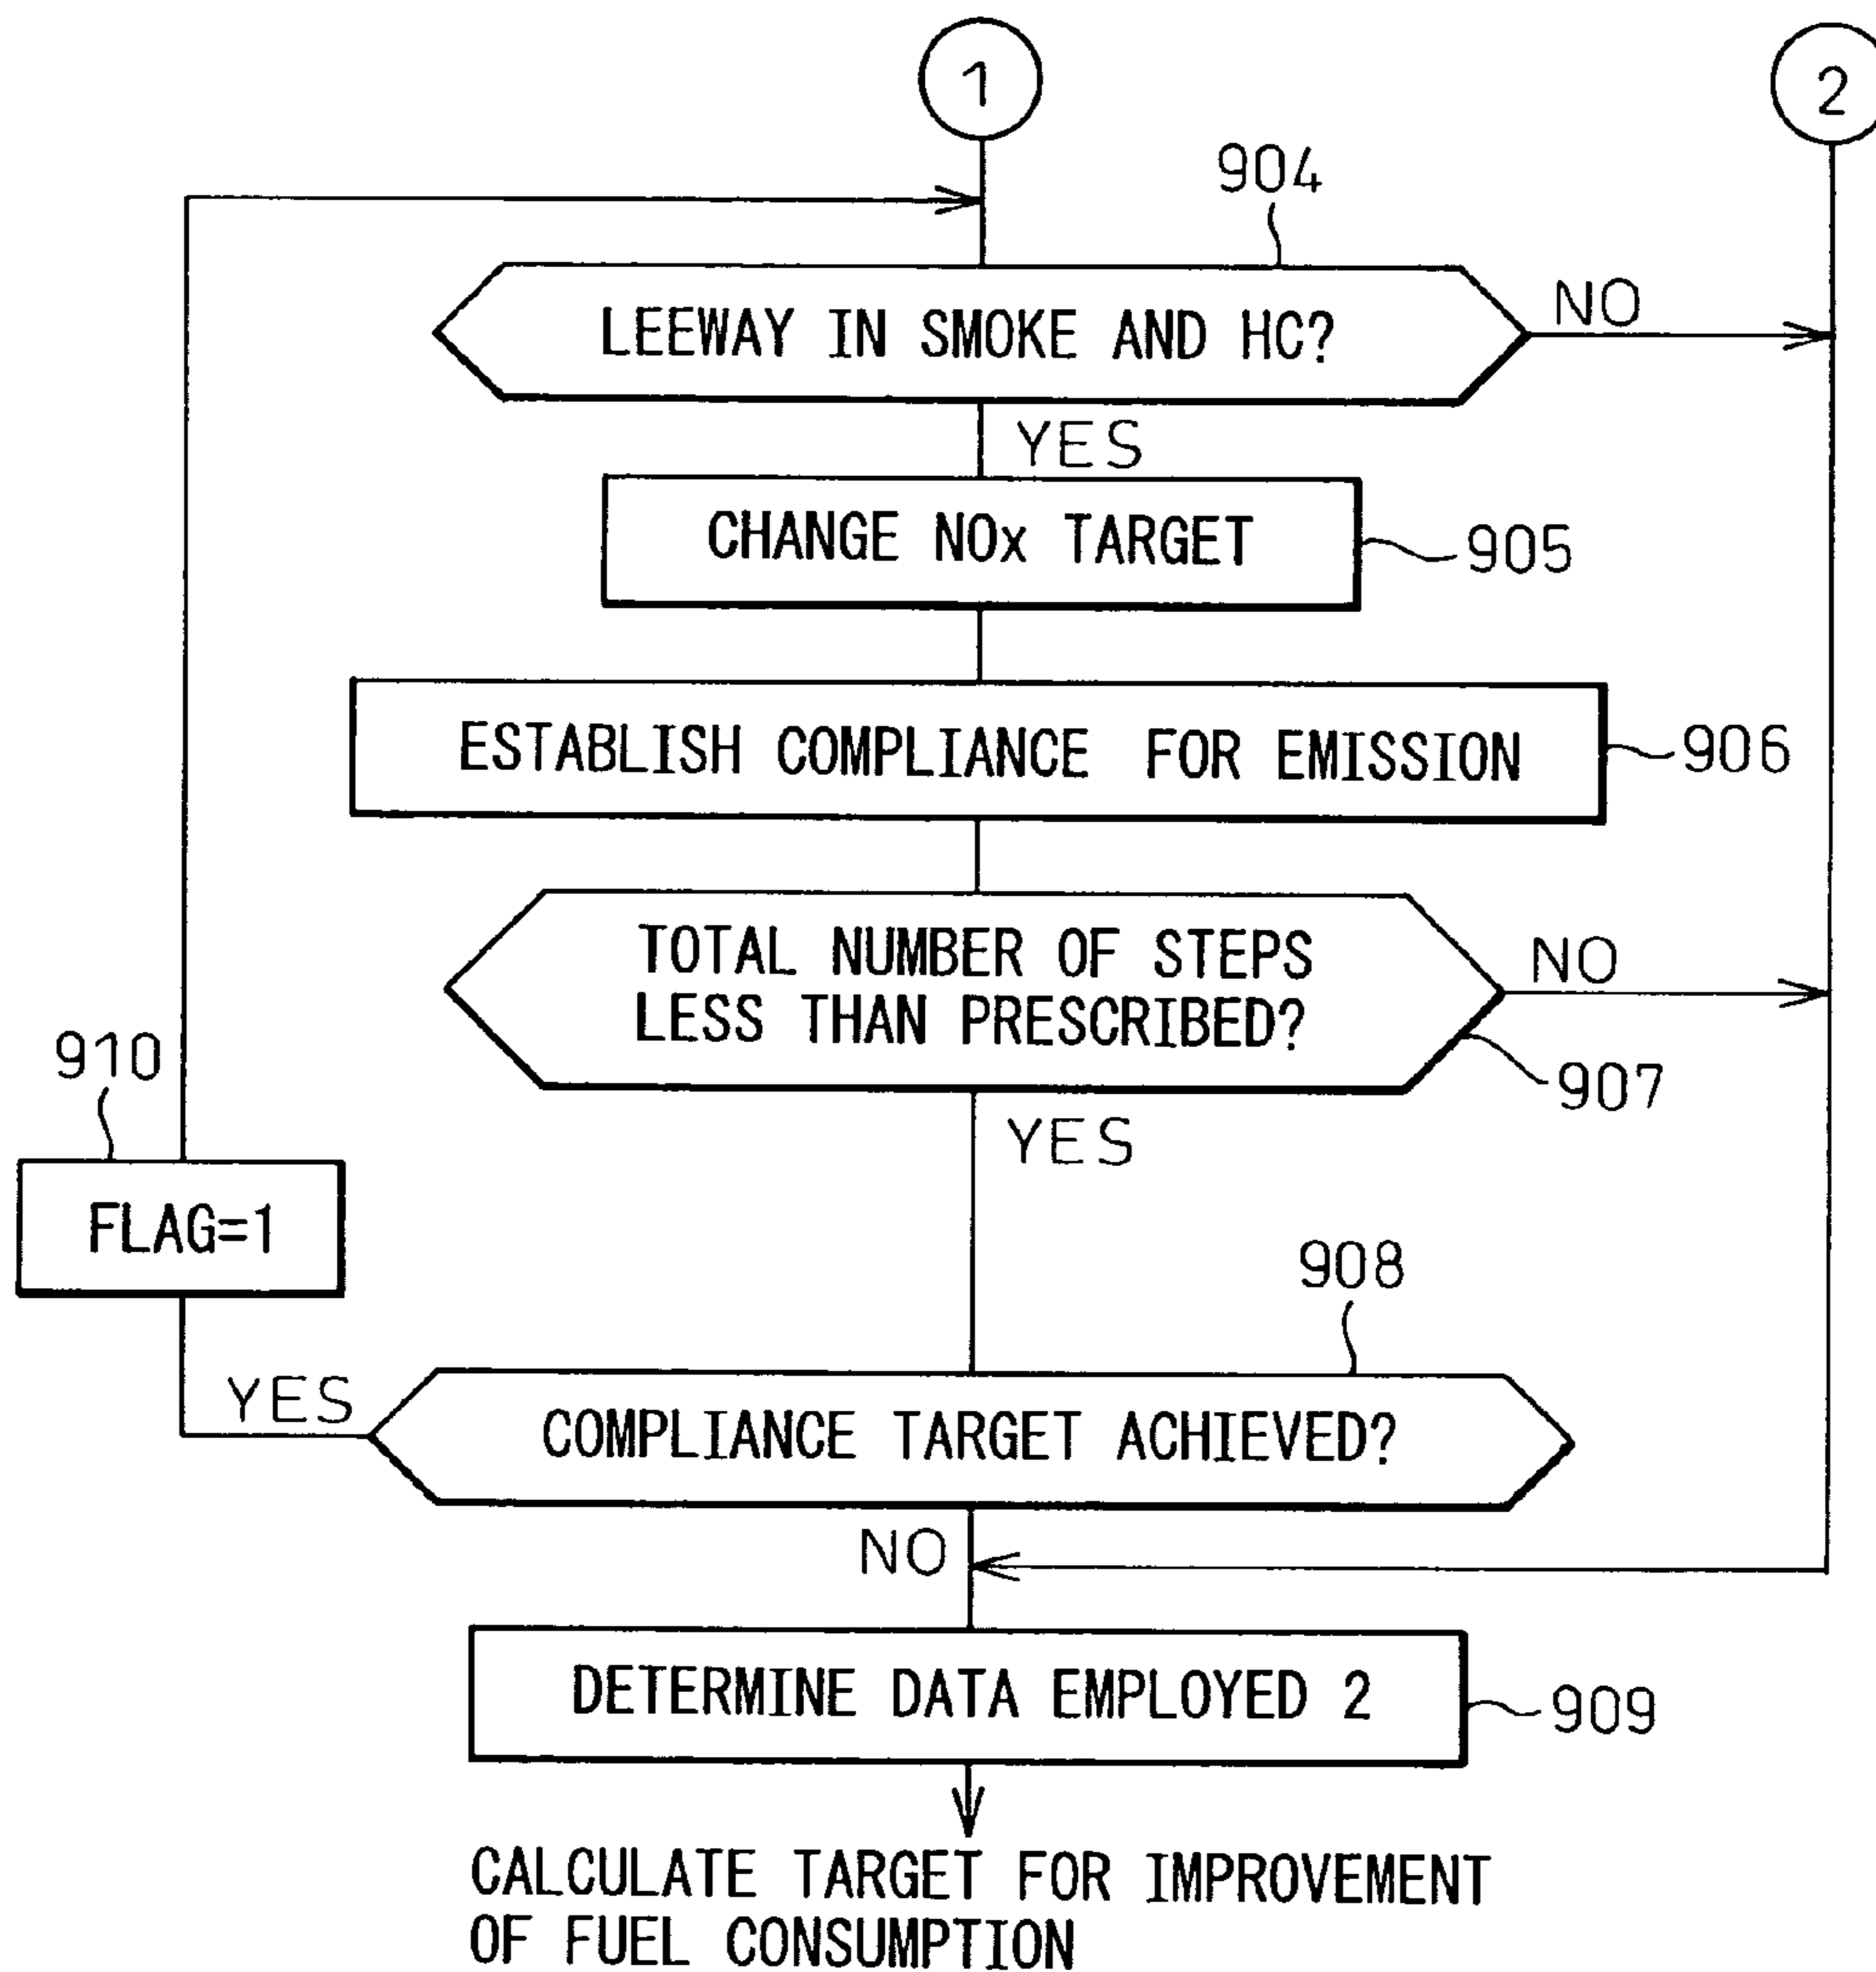 1
2
904
LEEWAY IN SMOKE AND HC?
NO
YES
CHANGE NOx TARGET
905
ESTABLISH COMPLIANCE FOR EMISSION
906
TOTAL NUMBER OF STEPS
LESS THAN PRESCRIBED?
NO
907
YES
910
FLAG=1
908
YES
COMPLIANCE TARGET ACHIEVED?
NO
DETERMINE DATA EMPLOYED 2
909
CALCULATE TARGET FOR IMPROVEMENT
OF FUEL CONSUMPTION